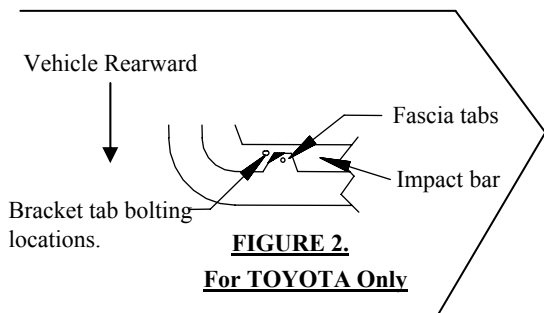 Vehicle Rearward
Fascia tabs
Impact bar
Bracket tab bolting
locations.
FIGURE 2.
For TOYOTA Only